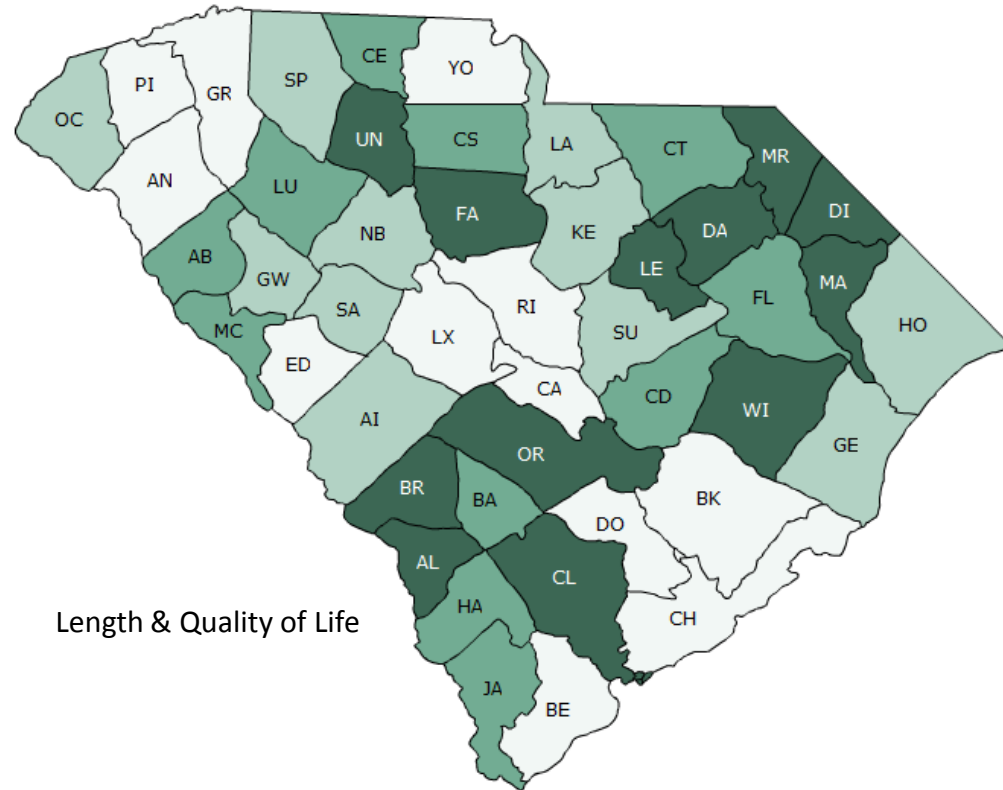 CE
YO
SP
PI
GR
OC
UN
CS
LA
CT
MR
AN
LU
FA
NB
KE
DA
DI
AB
GW
LE
MA
SA
RI
FL
MC
LX
SU
HO
ED
CA
CD
AI
WI
GE
OR
BR
BA
BK
DO
AL
CL
HA
CH
Length & Quality of Life
JA
BE